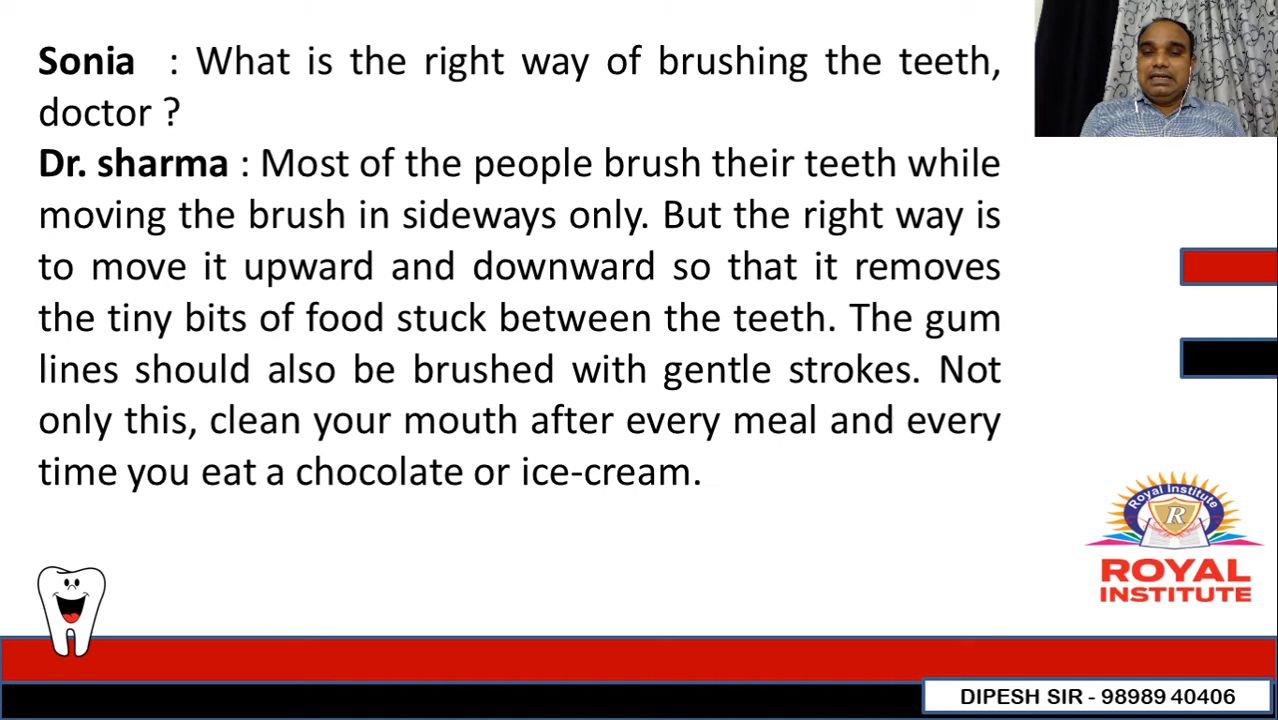 Sonia : What is the right way of brushing the teeth,
doctor ?
Dr. sharma : Most of the people brush their teeth while
moving the brush in sideways only. But the right way is
to move it upward and downward so that it removes
the tiny bits of food stuck between the teeth. The gum
lines should also be brushed with gentle strokes. Not
only this, clean your mouth after every meal and every
time you eat a chocolate or ice-cream.
Royal Institute
R
ROYAL
INSTITUTE
DIPESH SIR - 98989 40406